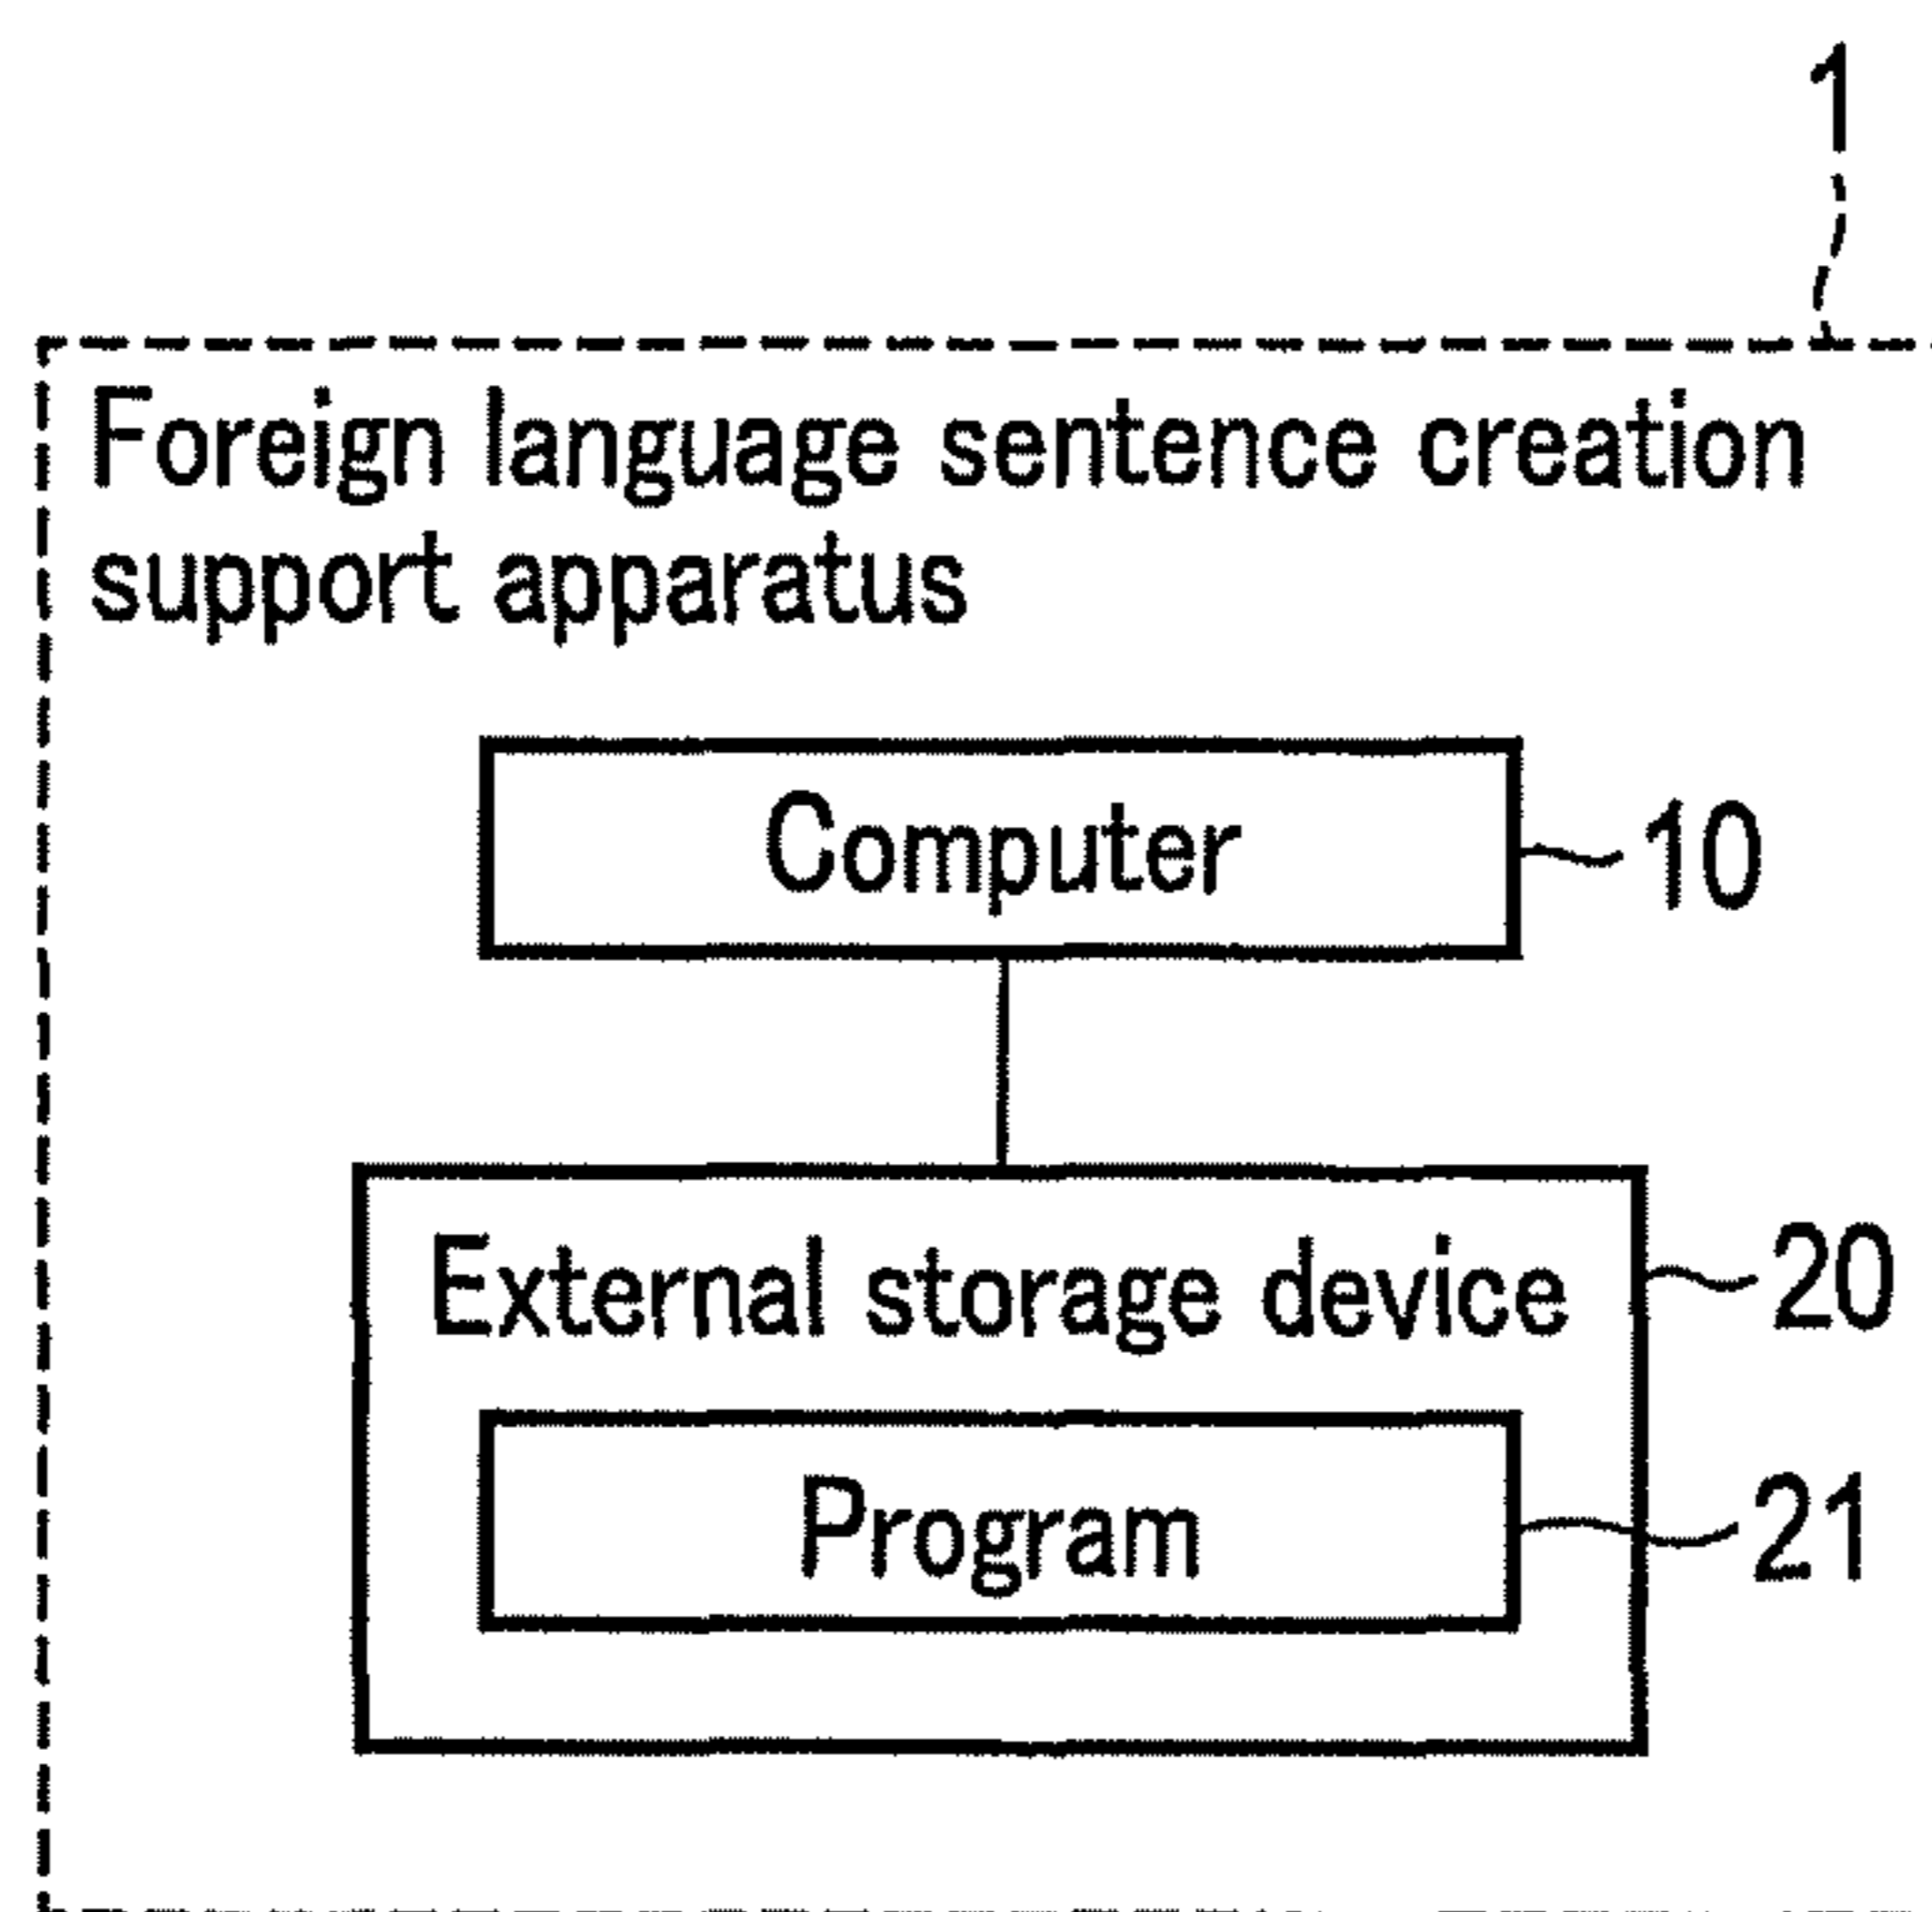 1
Foreign language sentence creation
support apparatus
Computer
10
External storage device
20
Program
21